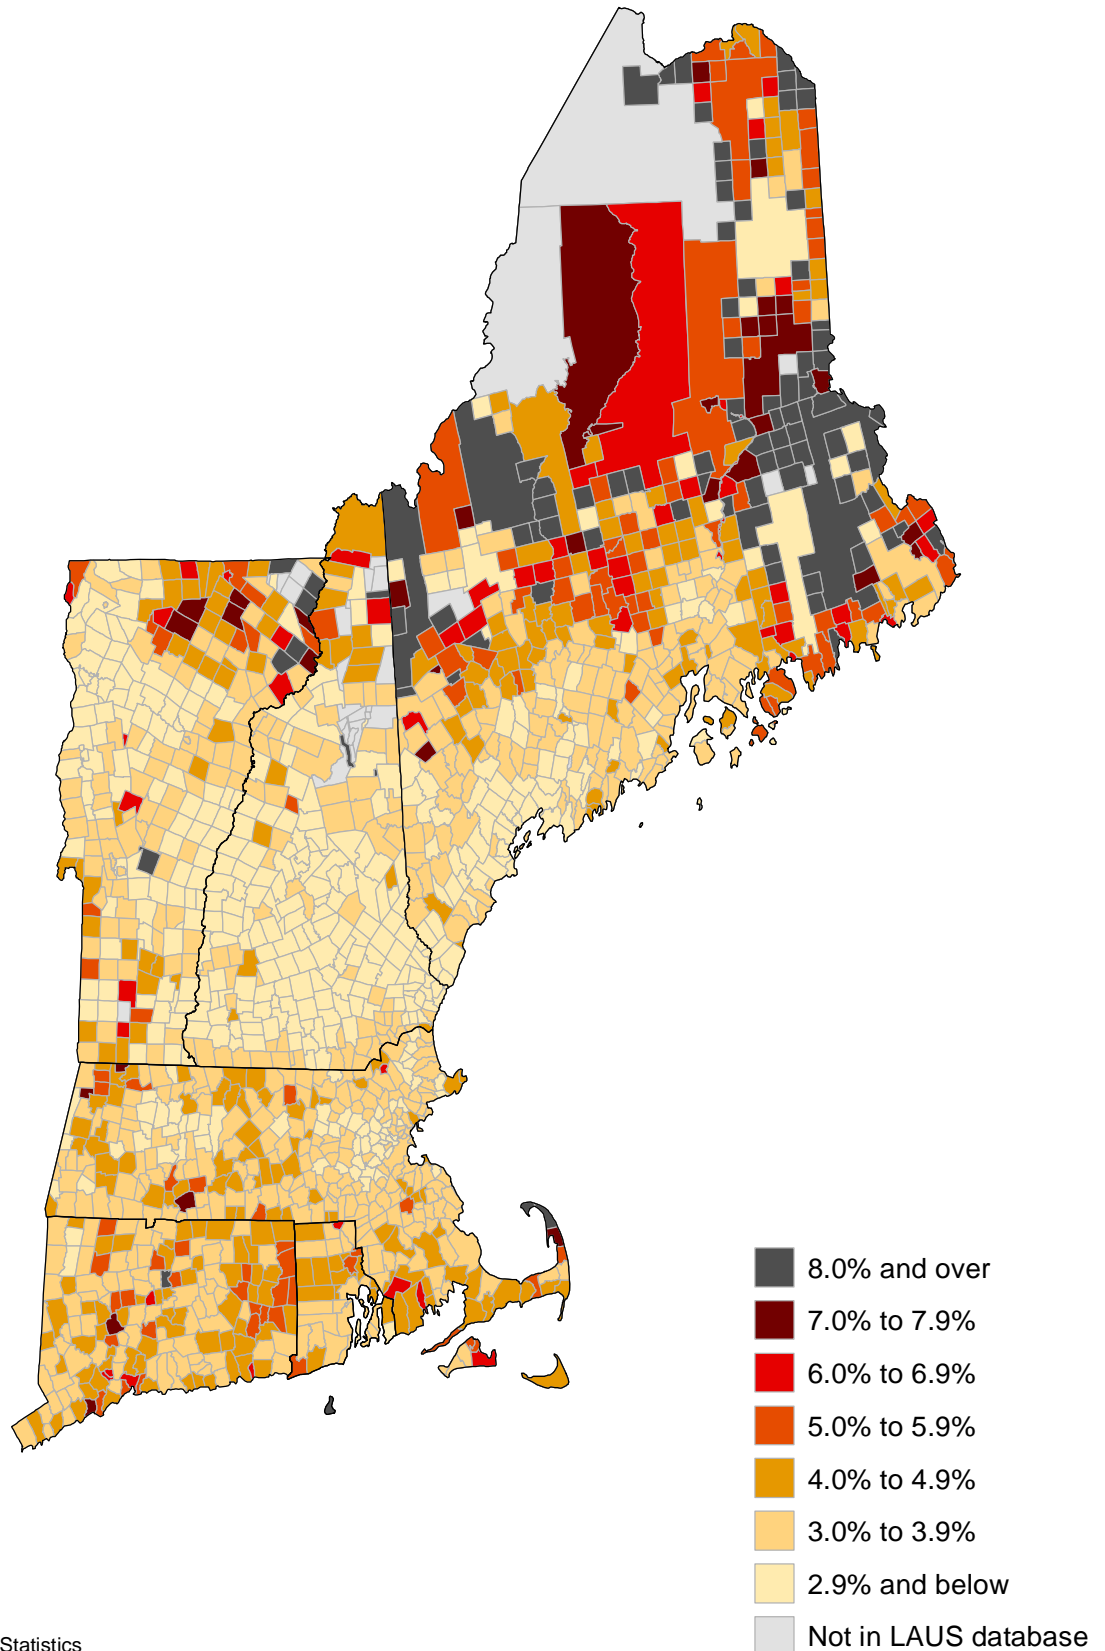 8.0% and over
7.0% to 7.9%
6.0% to 6.9%
5.0% to 5.9%
4.0% to 4.9%
3.0% to 3.9%
2.9% and below
Not in LAUS database
Statistics